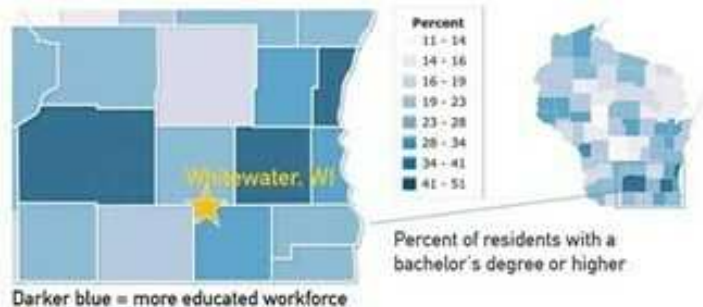 Percent
11 - 14
14 - 16
16 - 19
19 - 23
23 - 28
28 - 34
34 - 41
41 - 51
Whitewater, WI
Percent of residents with a
bachelor's degree or higher
Darker blue = more educated workforce